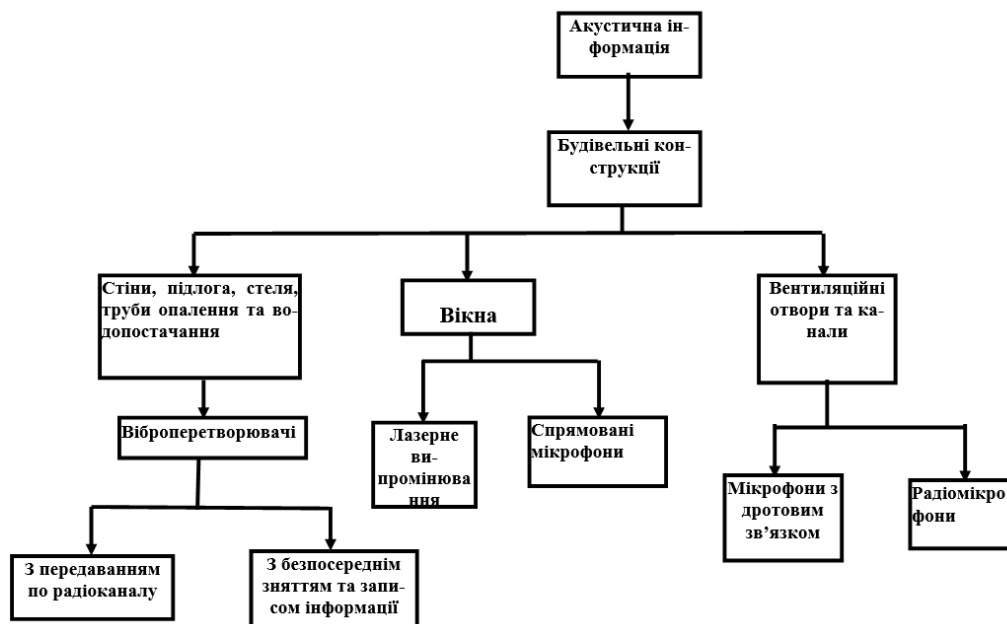 Акустична ін-
формація
Будівельні кон-
струкції
Стіни, підлога, стеля,
труби опалення та во-
допостачання
Вікна
Вентиляційні
отвори та ка-
нали
Віброперетворювачі
Лазерне
ви-
промінюва
ння
Спрямовані
мікрофони
Мікрофони з
дротовим
зв’язком
Радіомікро
фони
З передаванням
по радіоканалу
З безпосереднім
зняттям та запи-
сом інформації